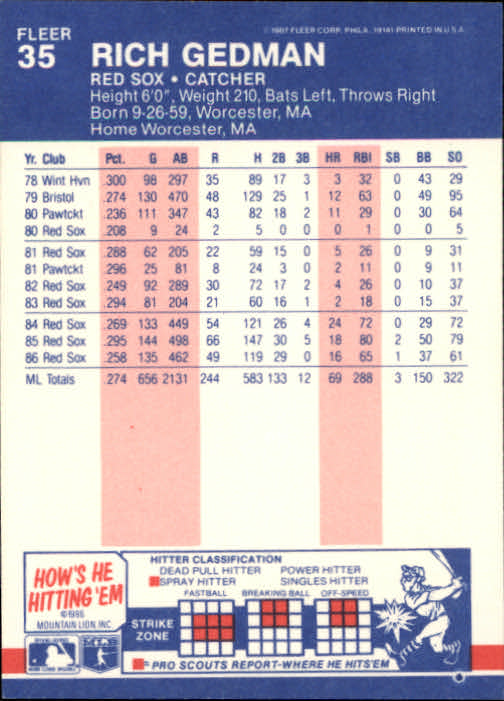 FLEER
35
© 1987 FLEER CORP. PHILA. 19141 PRINTED IN U.S.A.
RICH GEDMAN
RED SOX • CATCHER
Height 6'0", Weight 210, Bats Left, Throws Right
Born 9-26-59, Worcester, MA
Home Worcester, MA
Yr. Club Pct. G AB R H 2B 3B HR RBI SB BB SO
78 Wint Hvn .300 98 297 35 89 17 3 3 32 0 43 29
79 Bristol .274 130 470 48 129 25 1 12 63 0 49 95
80 Pawtckt .236 111 347 43 82 18 2 11 29 0 30 64
80 Red Sox .208 9 24 2 5 0 0 0 1 0 0 5
81 Red Sox .288 62 205 22 59 15 0 5 26 0 9 31
81 Pawtckt .296 25 81 8 24 3 0 2 11 0 9 11
82 Red Sox .249 92 289 30 72 17 2 4 26 0 10 37
83 Red Sox .294 81 204 21 60 16 1 2 18 0 15 37
84 Red Sox .269 133 449 54 121 26 4 24 72 0 29 72
85 Red Sox .295 144 498 66 147 30 5 18 80 2 50 79
86 Red Sox .258 135 462 49 119 29 0 16 65 1 37 61
ML Totals .274 656 2131 244 583 133 12 69 288 3 150 322
HOW'S HE
HITTING 'EM
©1986
MOUNTAIN LION, INC
HITTER CLASSIFICATION
DEAD PULL HITTER POWER HITTER
SPRAY HITTER SINGLES HITTER
FASTBALL BREAKING BALL OFF-SPEED
STRIKE
ZONE
= PRO SCOUTS REPORT-WHERE HE HITS 'EM